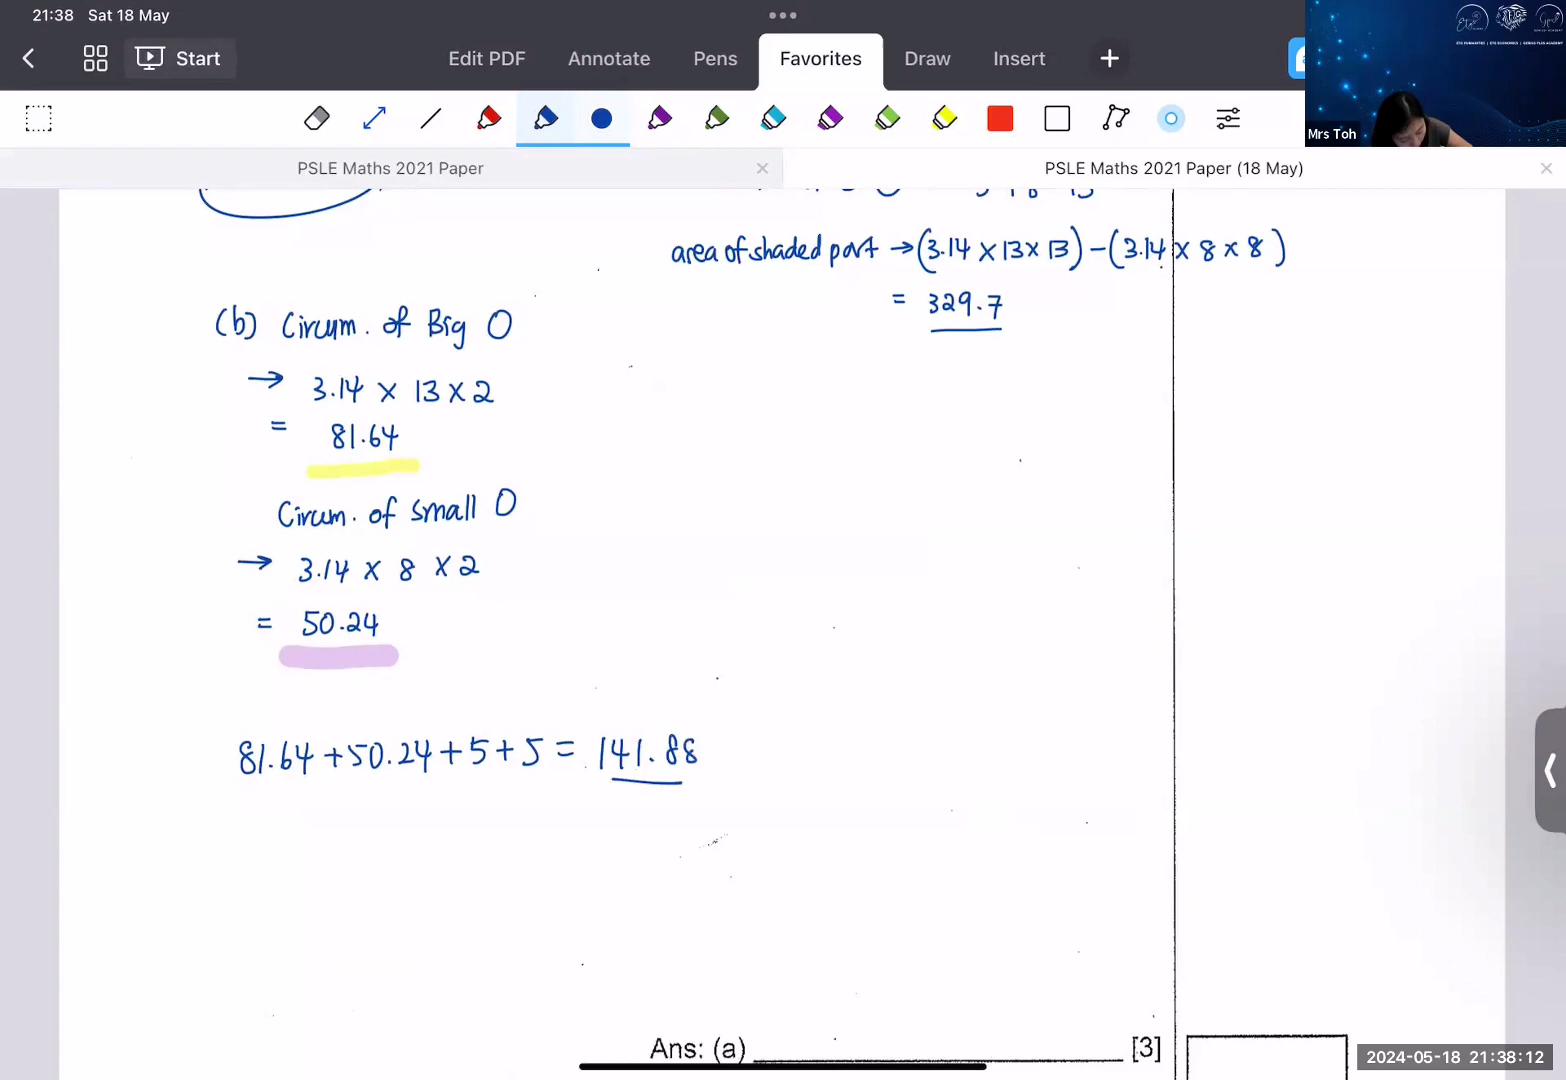 21:38 Sat 18 May
Start
Edit PDF
Annotate
Pens
Favorites
Draw
Insert
Mrs Toh
PSLE Maths 2021 Paper
PSLE Maths 2021 Paper (18 May)
area of shaded part → (3.14 × 13 × 13) − (3.14 × 8 × 8)
= 329.7
(b) Circum. of Big O
→ 3.14 × 13 × 2
= 81.64
Circum. of small O
→ 3.14 × 8 × 2
= 50.24
81.64 + 50.24 + 5 + 5 = 141.88
Ans: (a) [3]
2024-05-18 21:38:12